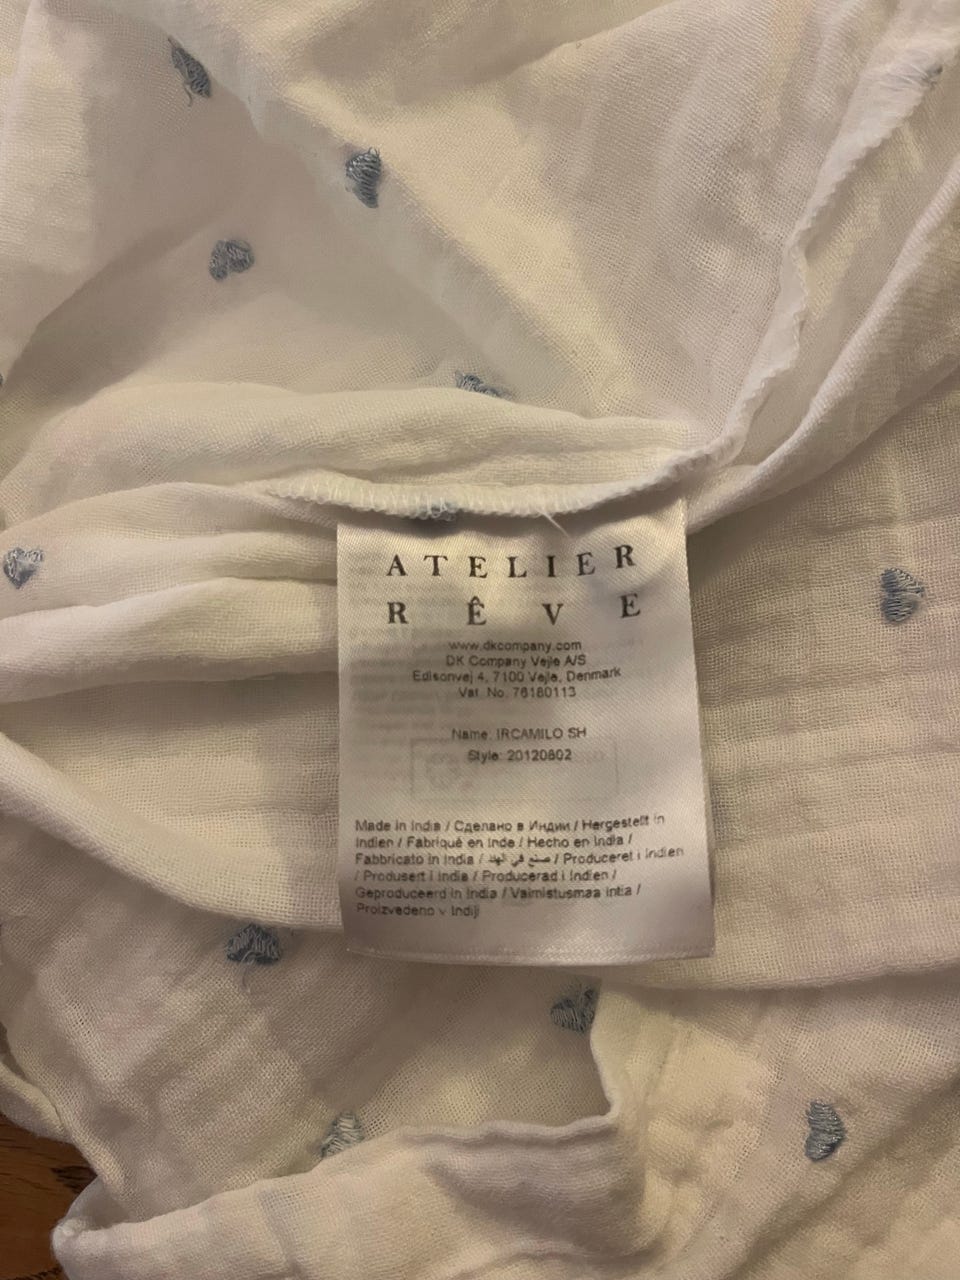 ATELIER
RÊVE
www.dkcompany.com
DK Company Vejle A/S
Edisonvej 4, 7100 Vejle, Denmark
Vat. No. 76180113
Name: IRCAMILO SH
Style: 20120802
Made in India / Сделано в Индии / Hergestellt in
Indien / Fabriqué en Inde / Hecho en India /
Fabbricato in India / صنع في الهند / Produceret i Indien
/ Produsert i India / Producerad i Indien /
Geproduceerd in India / Valmistusmaa Intia /
Proizvedeno v Indiji